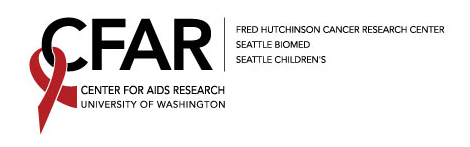 CFAR
CENTER FOR AIDS RESEARCH
UNIVERSITY OF WASHINGTON
FRED HUTCHINSON CANCER RESEARCH CENTER
SEATTLE BIOMED
SEATTLE CHILDREN'S